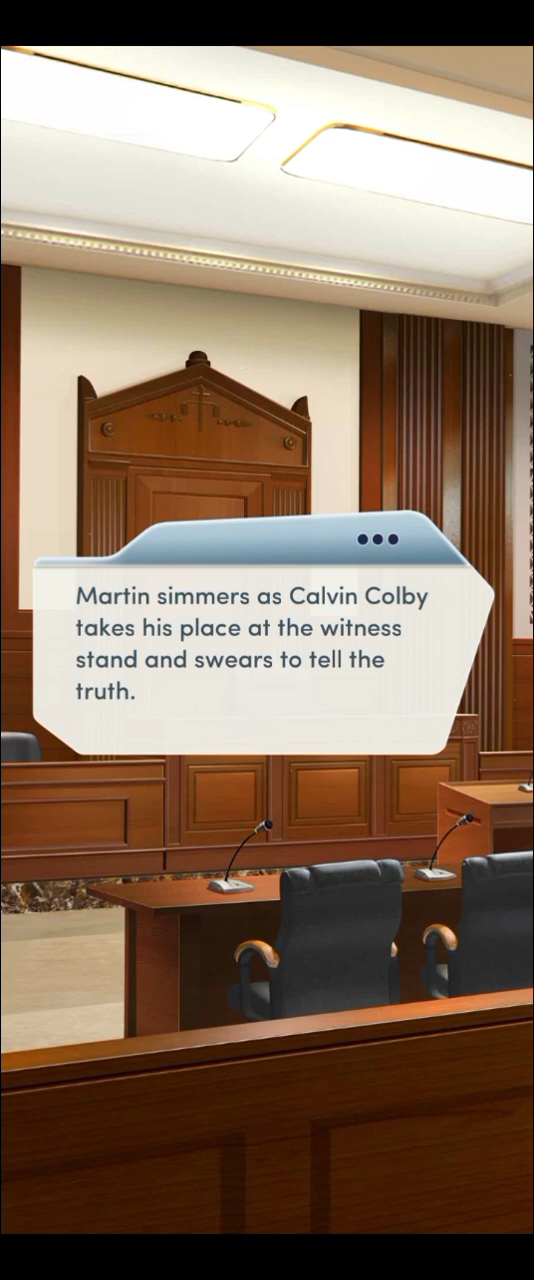 Martin simmers as Calvin Colby
takes his place at the witness
stand and swears to tell the
truth.